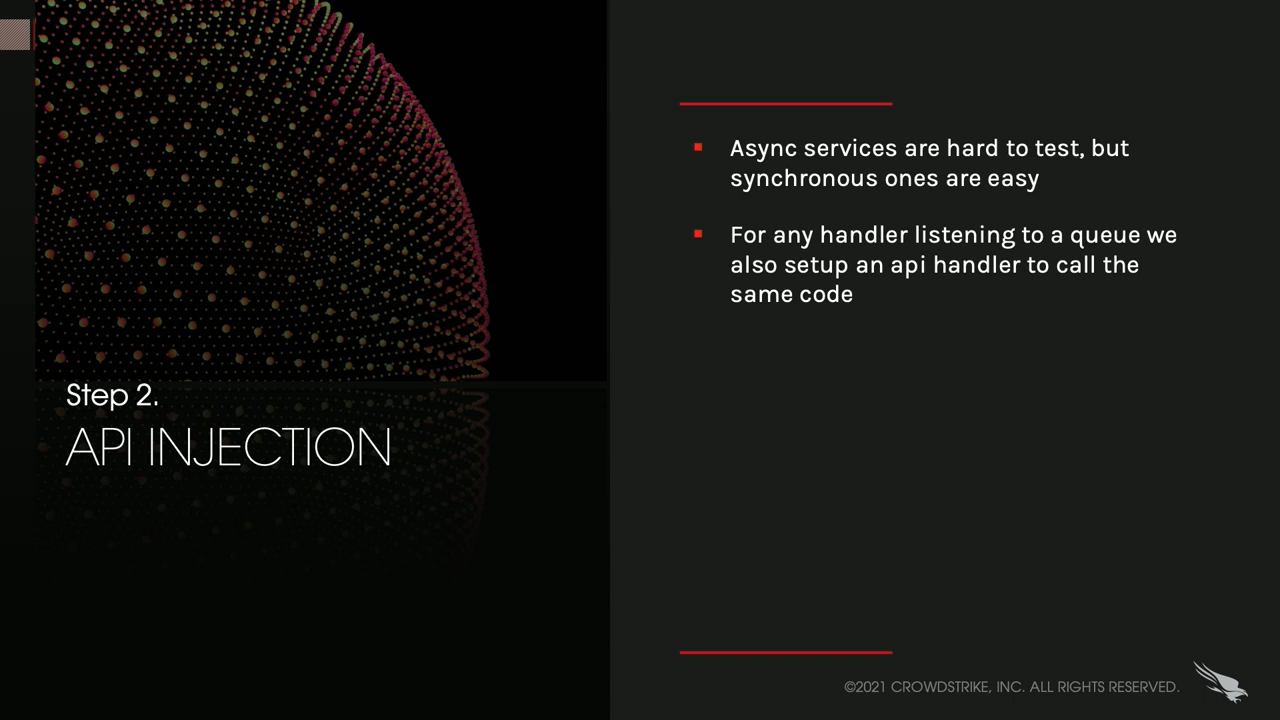 Step 2.
API INJECTION
Async services are hard to test, but
synchronous ones are easy
For any handler listening to a queue we
also setup an api handler to call the
same code
©2021 CROWDSTRIKE, INC. ALL RIGHTS RESERVED.